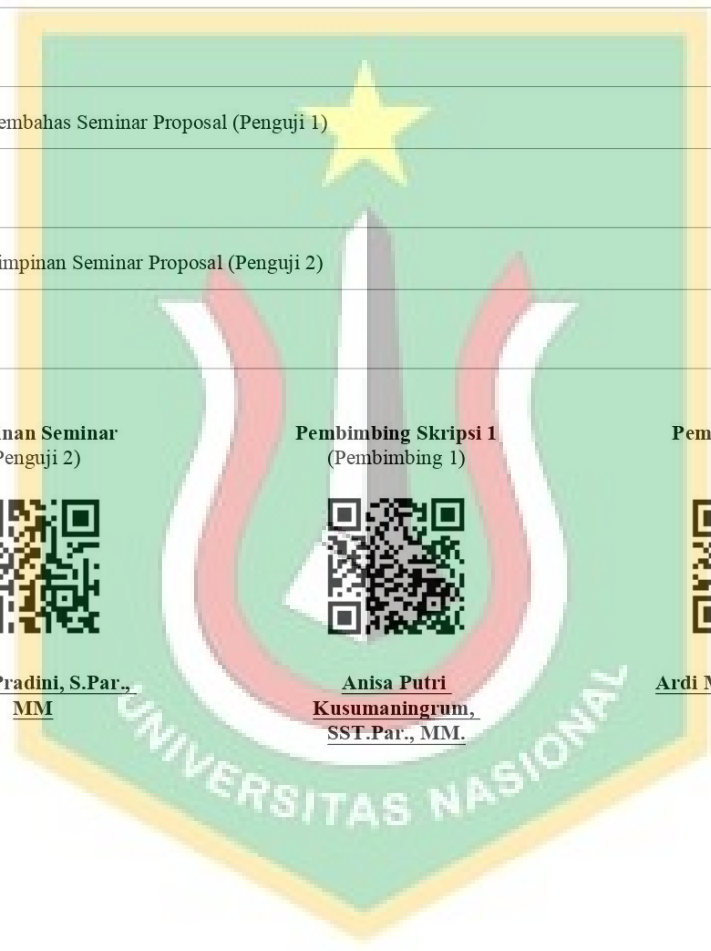 embahas Seminar Proposal (Penguji 1)
impinan Seminar Proposal (Penguji 2)
nan Seminar
Penguji 2)
Pradini, S.Par.,
MM
Pembimbing Skripsi 1
(Pembimbing 1)
Anisa Putri
Kusumaningrum,
SST.Par., MM.
Pem
Ardi M
UNIVERSITAS NASIONAL